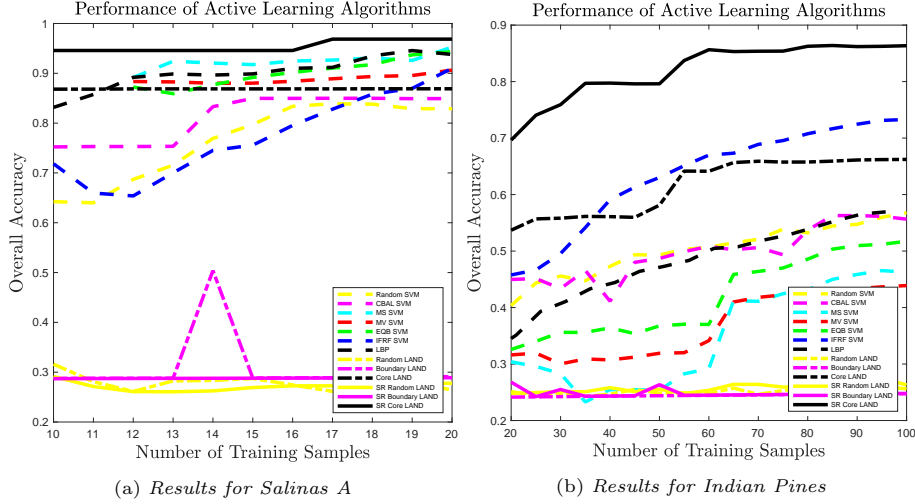 Performance of Active Learning Algorithms
1
0.9
0.8
0.7
0.6
0.5
0.4
0.3
0.2
Overall Accuracy
10 11 12 13 14 15 16 17 18 19 20
Number of Training Samples
Random SVM
CBAL SVM
MS SVM
MV SVM
EQB SVM
IFRF SVM
LBP
Random LAND
Boundary LAND
Core LAND
SR Random LAND
SR Boundary LAND
SR Core LAND
(a) Results for Salinas A
Performance of Active Learning Algorithms
0.9
0.8
0.7
0.6
0.5
0.4
0.3
0.2
Overall Accuracy
20 30 40 50 60 70 80 90 100
Number of Training Samples
Random SVM
CBAL SVM
MS SVM
MV SVM
EQB SVM
IFRF SVM
LBP
Random LAND
Boundary LAND
Core LAND
SR Random LAND
SR Boundary LAND
SR Core LAND
(b) Results for Indian Pines